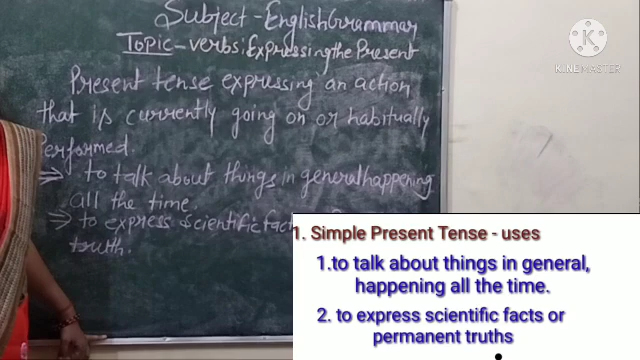 Subject - English Grammar
Topic - verbs: Expressing the Present
Present tense expressing an action
that is currently going on or habitually
Performed.
⇒ to talk about things in general happening
all the time.
⇒ to express scientific fact
truth.
KINEMASTER
1. Simple Present Tense - uses
1.to talk about things in general,
happening all the time.
2. to express scientific facts or
permanent truths